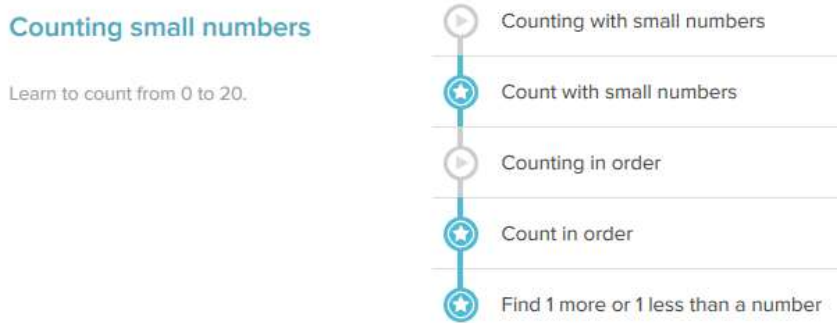 Counting small numbers
Learn to count from 0 to 20.
Counting with small numbers
Count with small numbers
Counting in order
Count in order
Find 1 more or 1 less than a number